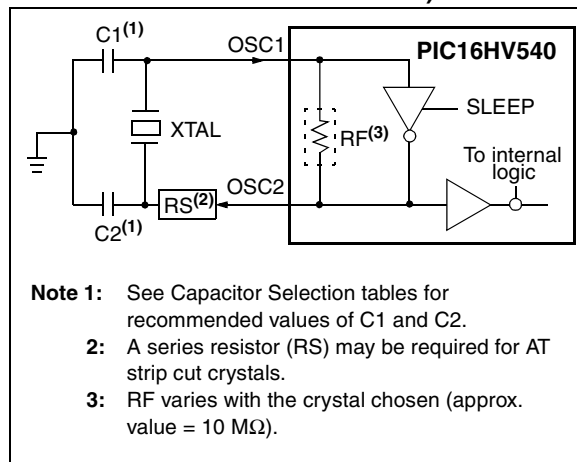 C1(1)
OSC1
PIC16HV540
SLEEP
XTAL
RF(3)
To internal
logic
OSC2
RS(2)
C2(1)
Note 1: See Capacitor Selection tables for
recommended values of C1 and C2.
2: A series resistor (RS) may be required for AT
strip cut crystals.
3: RF varies with the crystal chosen (approx.
value = 10 MΩ).